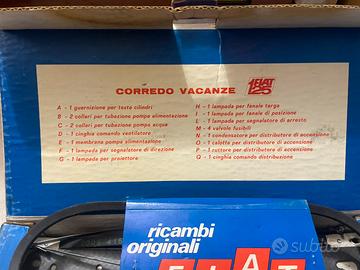 CORREDO VACANZE FIAT 125
A - 1 guarnizione per testa cilindri
B - 2 collari per tubazione pompa alimentazione
C - 2 collari per tubazione pompa acqua
D - 1 cinghia comando ventilatore
E - 1 membrana pompa alimentazione
F - 1 lampada per segnalatore di direzione
G - 1 lampada per proiettore
H - 1 lampada per fanale targa
I - 1 lampada per fanale di posizione
L - 1 lampada per segnalatore di arresto
M - 4 valvole fusibili
N - 1 condensatore per distributore di accensione
O - 1 calotta per distributore di accensione
P - 1 ruttore per distributore di accensione
Q - 1 cinghia comando distribuzione
ricambi
originali
FIAT
subito